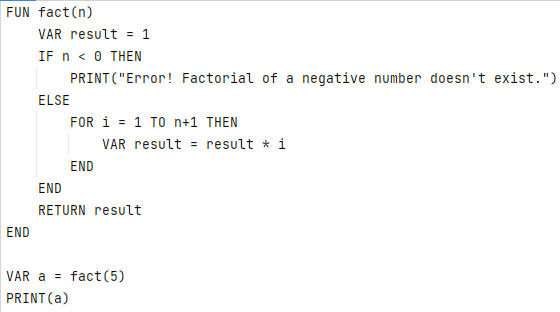 FUN fact(n)
    VAR result = 1
    IF n < 0 THEN
        PRINT("Error! Factorial of a negative number doesn't exist.")
    ELSE
        FOR i = 1 TO n+1 THEN
            VAR result = result * i
        END
    END
    RETURN result
END

VAR a = fact(5)
PRINT(a)